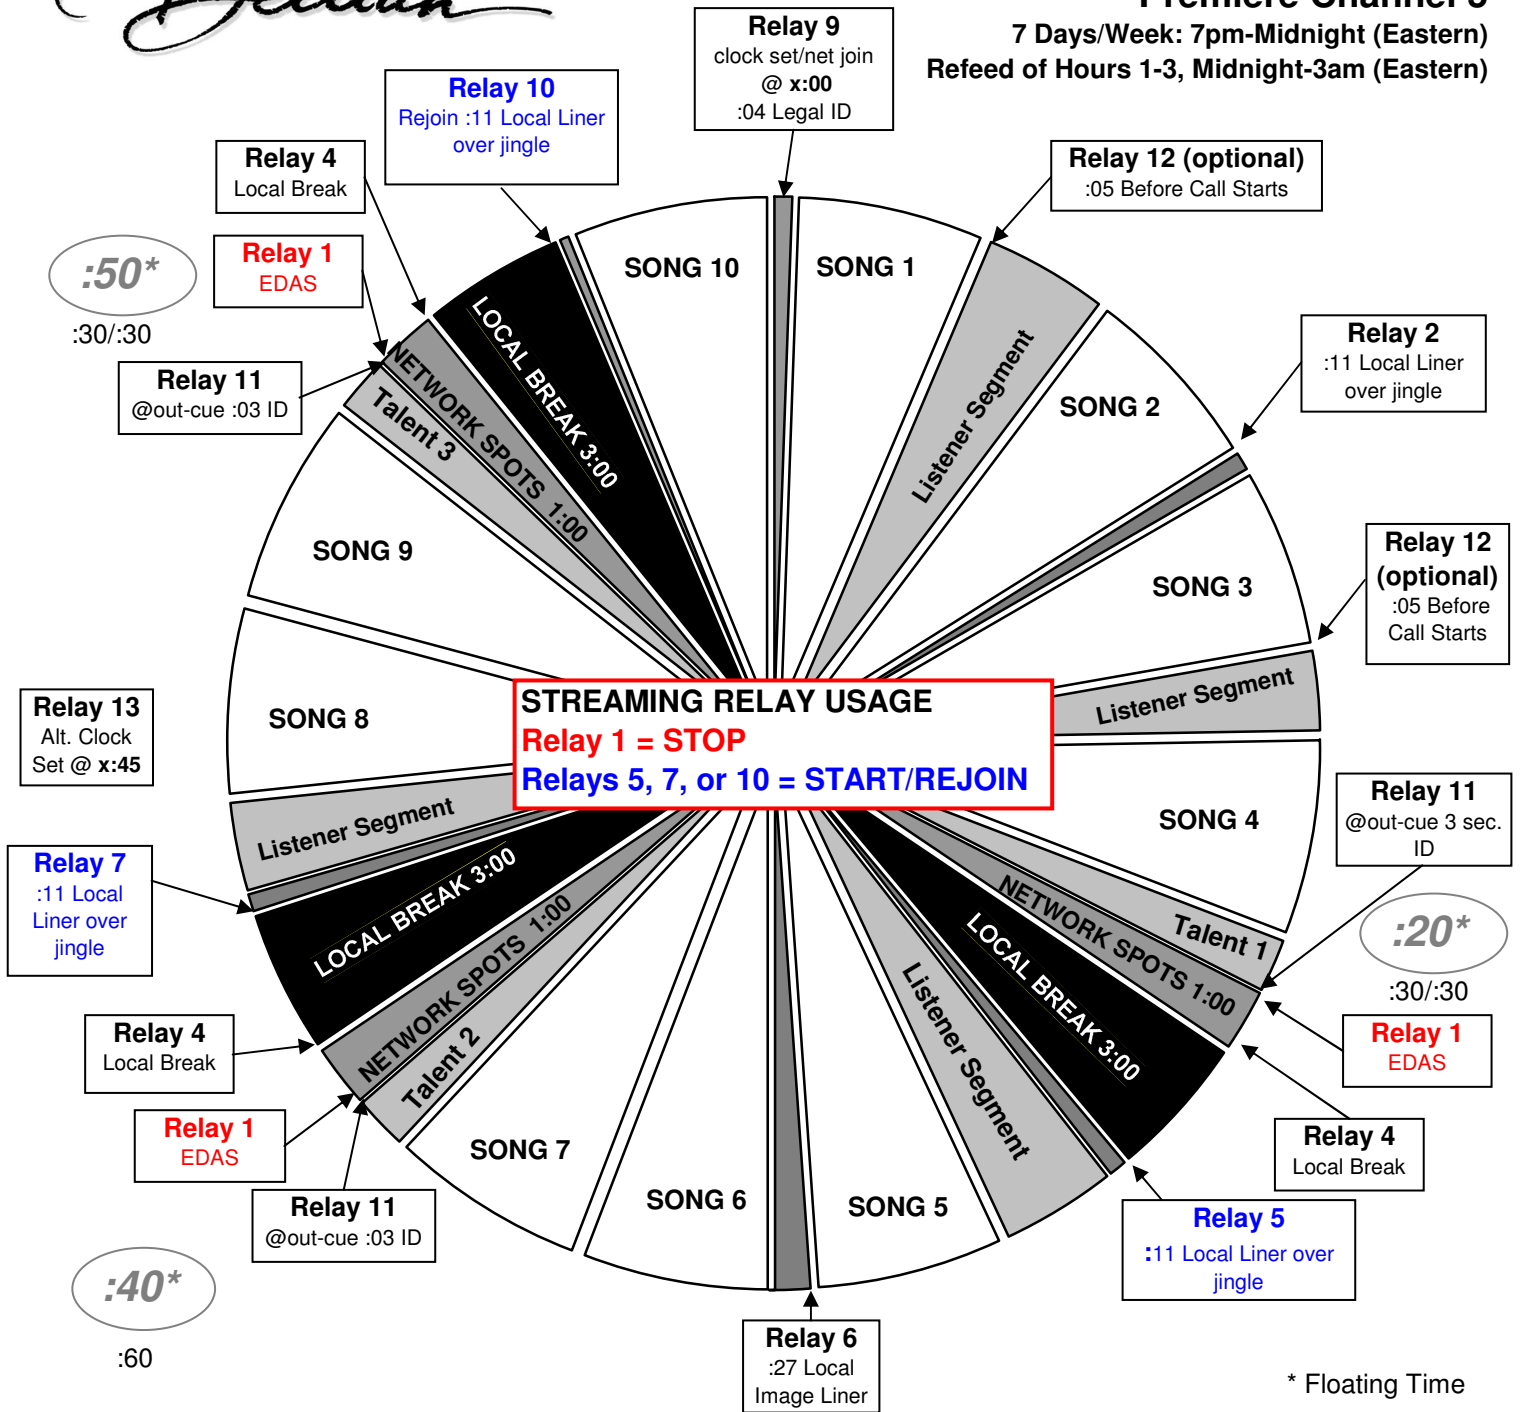 7 Days/Week: 7pm-Midnight (Eastern)
Refeed of Hours 1-3, Midnight-3am (Eastern)
Relay 9
clock set/net join
@ x:00
:04 Legal ID
Relay 10
Rejoin :11 Local Liner
over jingle
Relay 4
Local Break
Relay 12 (optional)
:05 Before Call Starts
:50*
:30/:30
Relay 1
EDAS
Relay 11
@out-cue :03 ID
Relay 2
:11 Local Liner
over jingle
Relay 12
(optional)
:05 Before
Call Starts
SONG 10
SONG 1
Listener Segment
SONG 2
SONG 3
Listener Segment
SONG 4
Talent 1
NETWORK SPOTS 1:00
LOCAL BREAK 3:00
Listener Segment
SONG 5
SONG 6
SONG 7
Talent 2
NETWORK SPOTS 1:00
LOCAL BREAK 3:00
Listener Segment
SONG 8
SONG 9
Talent 3
NETWORK SPOTS 1:00
LOCAL BREAK 3:00
STREAMING RELAY USAGE
Relay 1 = STOP
Relays 5, 7, or 10 = START/REJOIN
Relay 13
Alt. Clock
Set @ x:45
Relay 7
:11 Local
Liner over
jingle
Relay 4
Local Break
Relay 1
EDAS
Relay 11
@out-cue :03 ID
:40*
:60
Relay 11
@out-cue 3 sec.
ID
:20*
:30/:30
Relay 1
EDAS
Relay 4
Local Break
Relay 5
:11 Local Liner over
jingle
Relay 6
:27 Local
Image Liner
* Floating Time